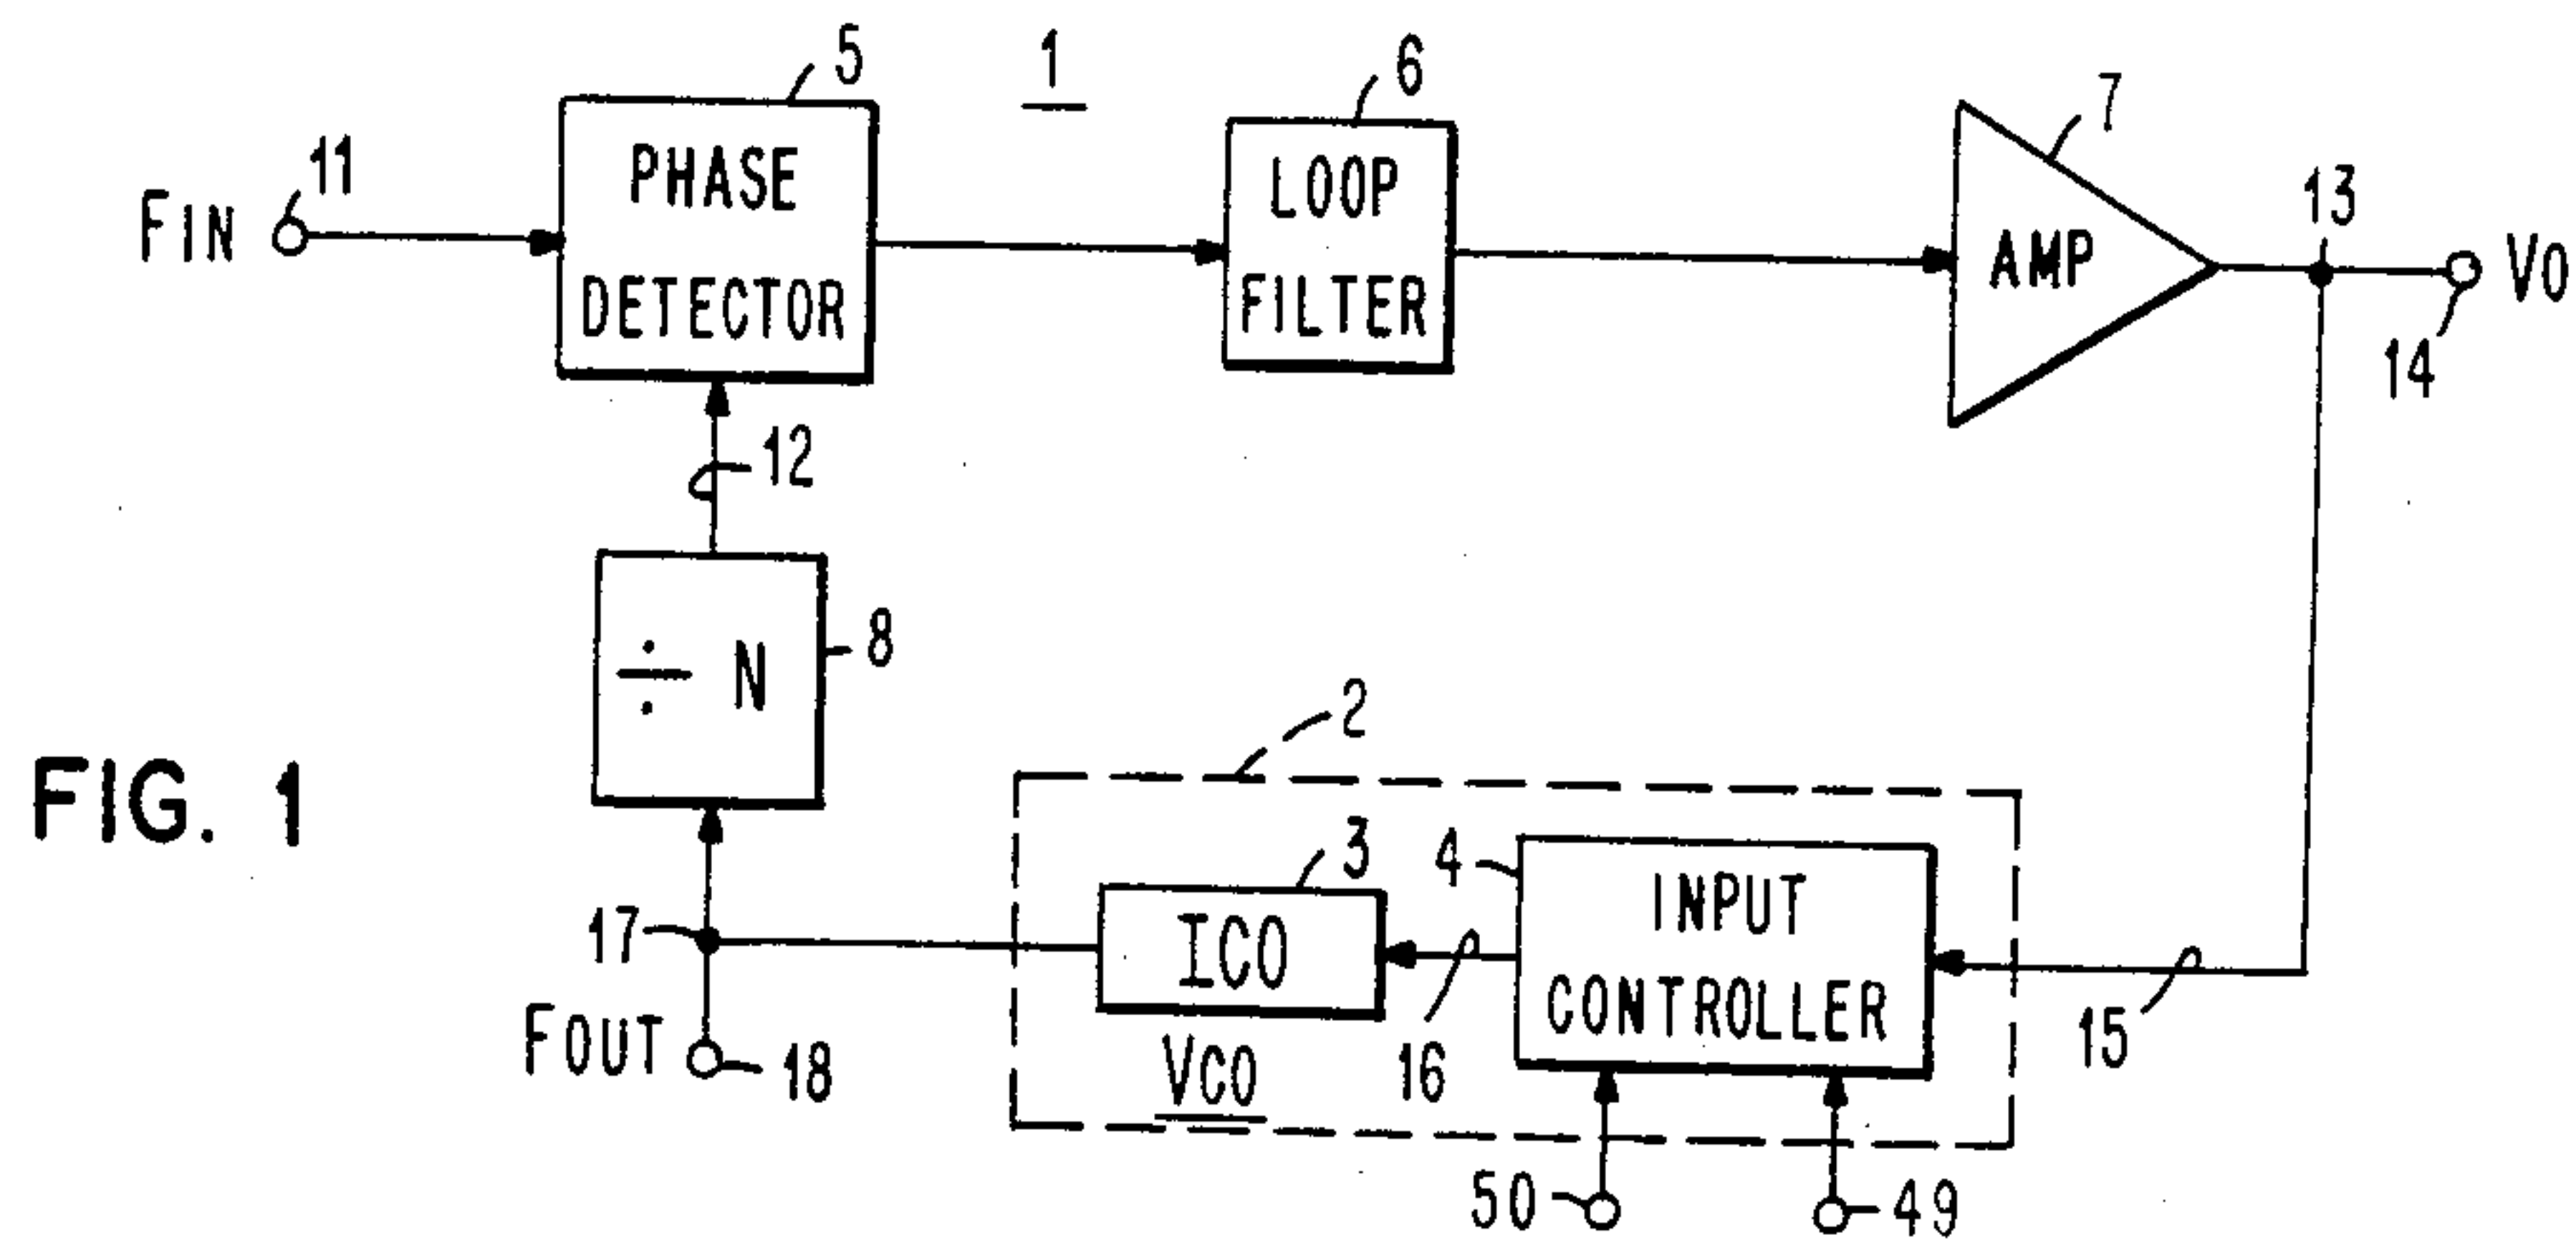 5
1
6
7
11
FIN
PHASE
DETECTOR
LOOP
FILTER
AMP
13
VO
14
12
÷ N
8
FIG. 1
2
3
4
INPUT
CONTROLLER
ICO
17
16
15
FOUT
18
VCO
50
49